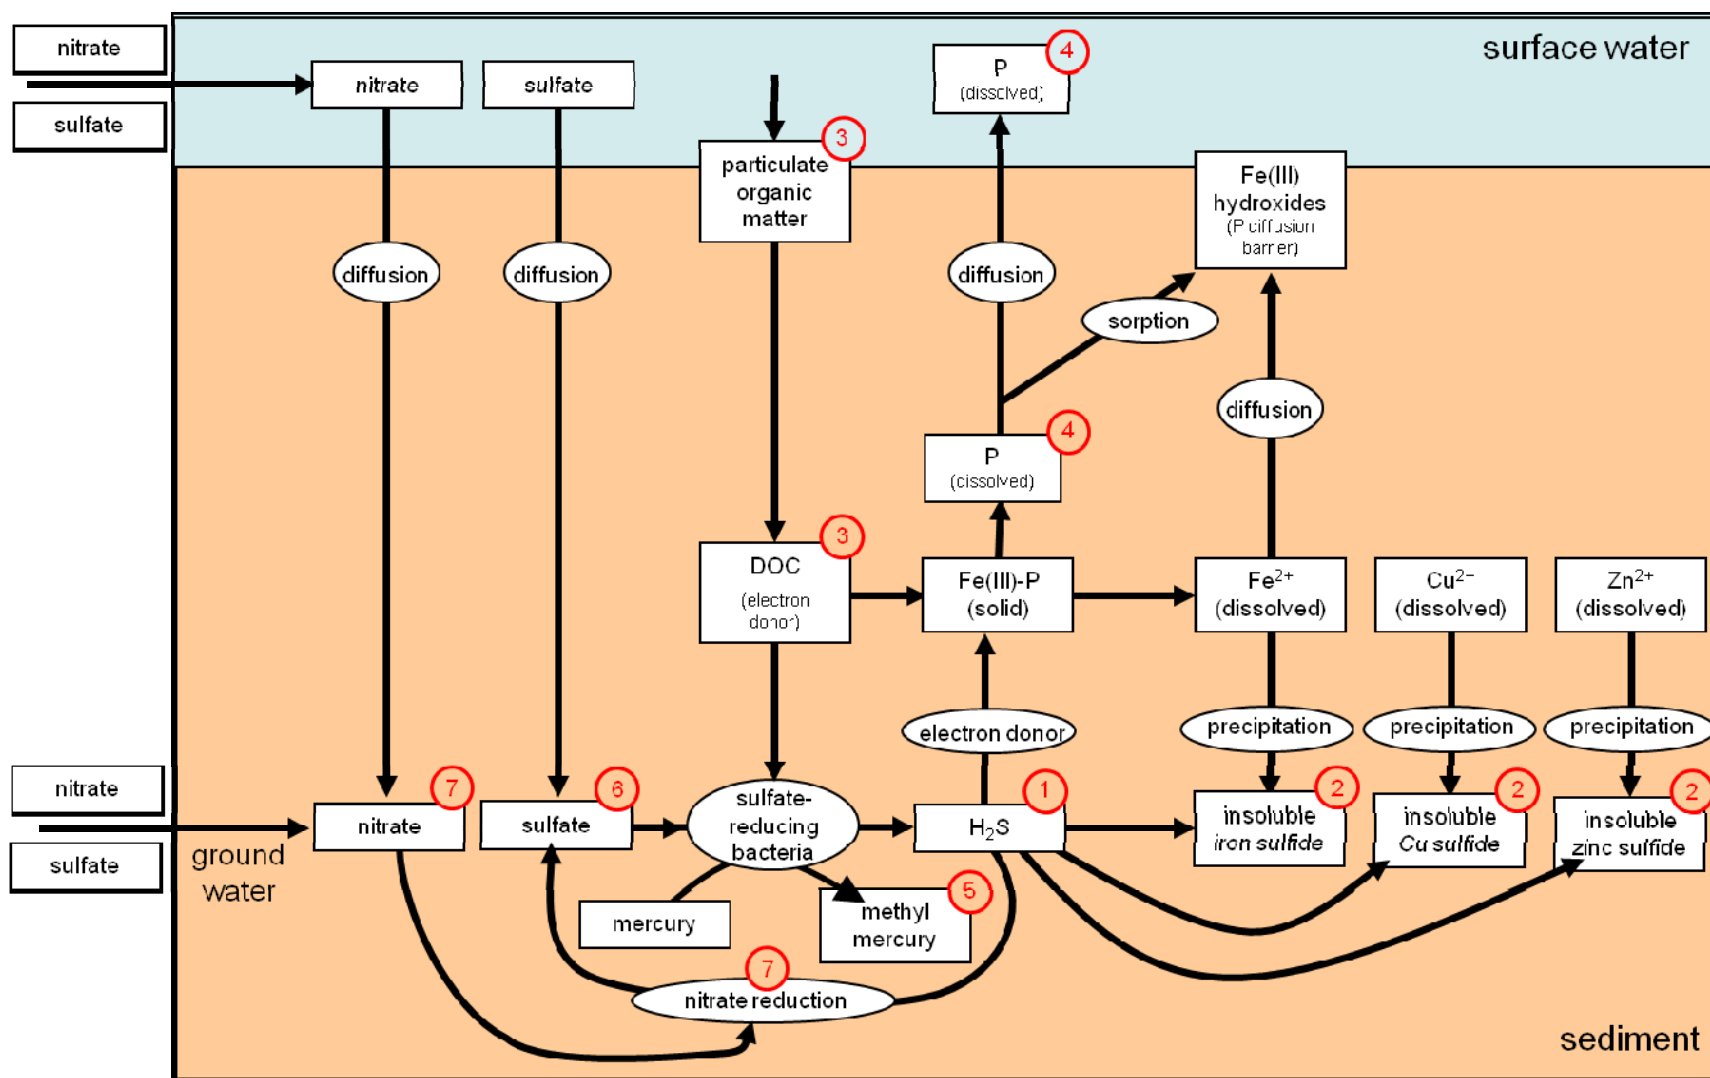 nitrate
sulfate
surface water
nitrate
sulfate
P
(dissolved)
4
3
particulate
organic
matter
Fe(III)
hydroxides
(P diffusion
barrier)
diffusion
diffusion
diffusion
sorption
diffusion
4
P
(cissolved)
3
DOC
(electron
donor)
Fe(III)-P
(solid)
Fe2+
(dissolved)
Cu2−
(dissolved)
Zn2+
(dissolved)
electron donor
precipitation
precipitation
precipitation
nitrate
sulfate
ground
water
7
nitrate
6
sulfate
sulfate-
reducing
bacteria
1
H2S
2
insoluble
iron sulfide
2
insoluble
Cu sulfide
2
insoluble
zinc sulfide
mercury
5
methyl
mercury
7
nitrate reduction
sediment